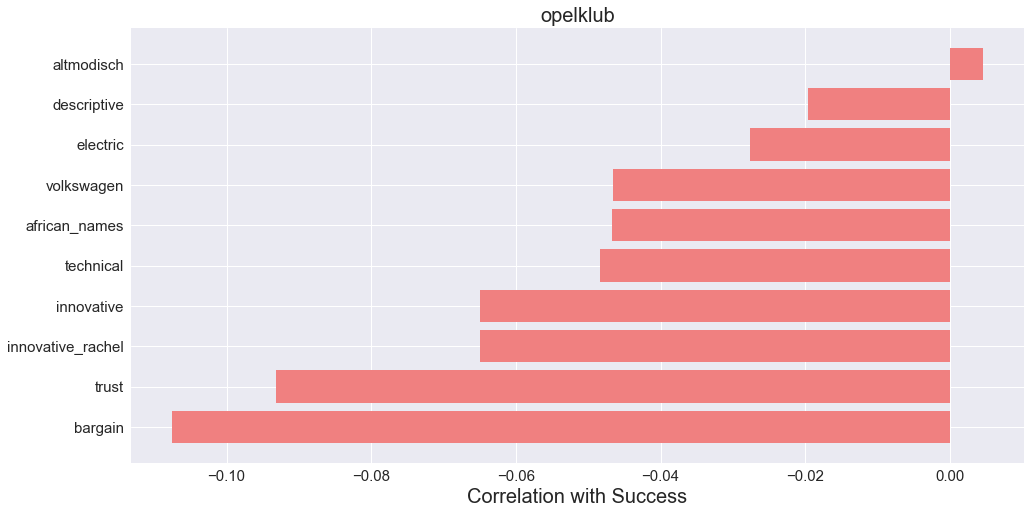 opelklub
altmodisch
descriptive
electric
volkswagen
african_names
technical
innovative
innovative_rachel
trust
bargain
−0.10 −0.08 −0.06 −0.04 −0.02 0.00
Correlation with Success